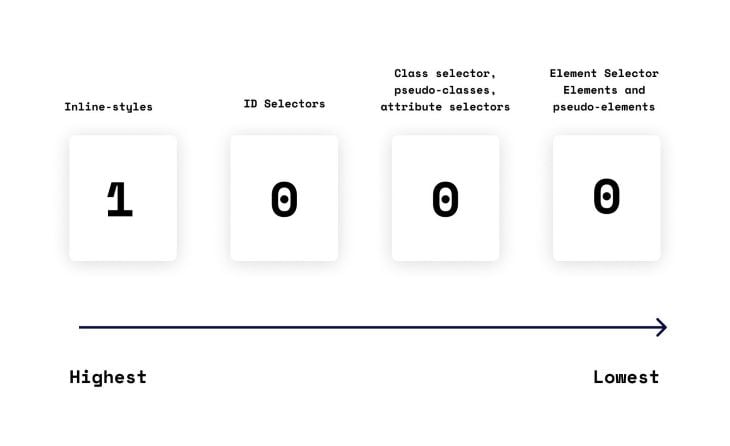 Inline-styles
ID Selectors
Class selector,
pseudo-classes,
attribute selectors
Element Selector
Elements and
pseudo-elements
1
0
0
0
Highest
Lowest